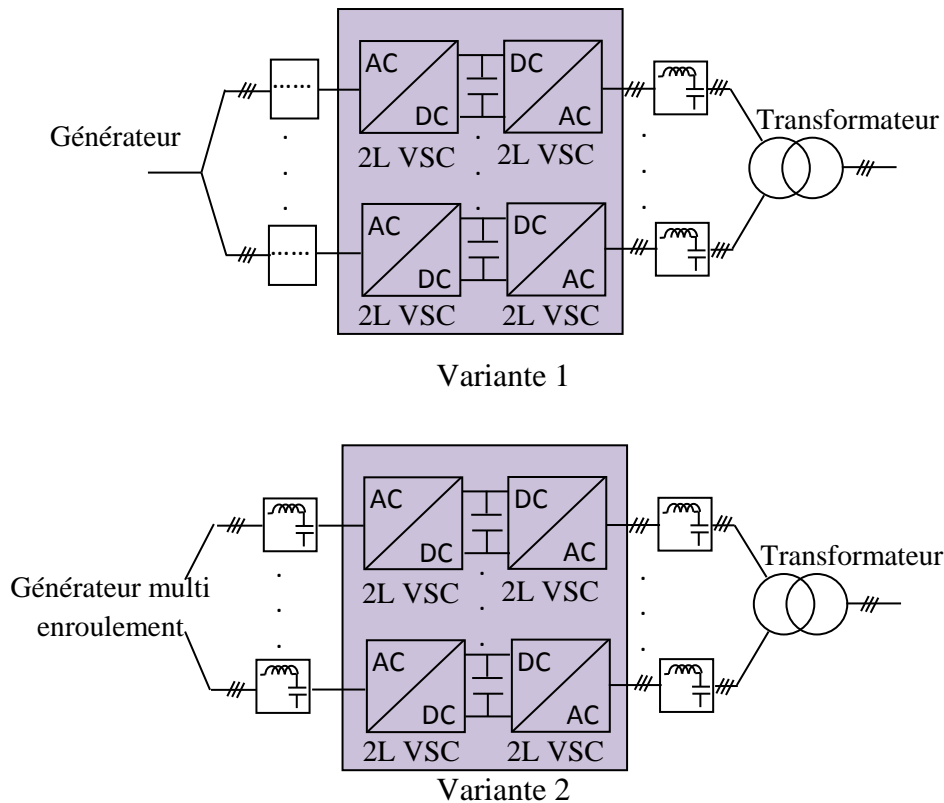 AC
DC
DC
AC
Générateur
......
Transformateur
2L VSC
2L VSC
AC
DC
DC
AC
......
2L VSC
2L VSC
Variante 1
AC
DC
DC
AC
Transformateur
2L VSC
2L VSC
Générateur multi
enroulement
AC
DC
DC
AC
2L VSC
2L VSC
Variante 2